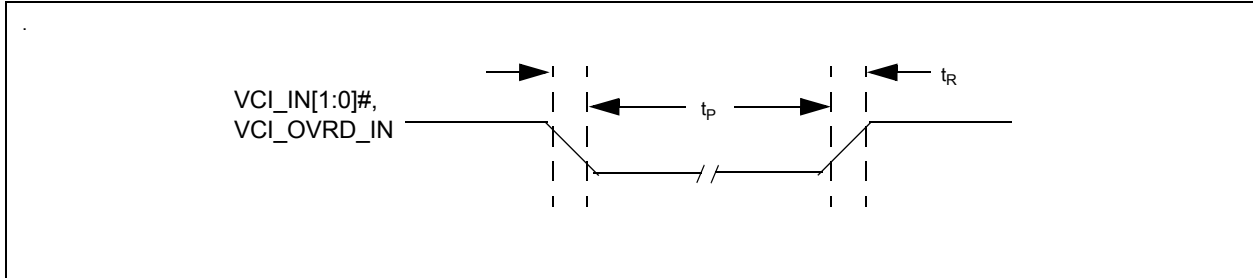 .
t_R
VCI_IN[1:0]#,
t_P
VCI_OVRD_IN